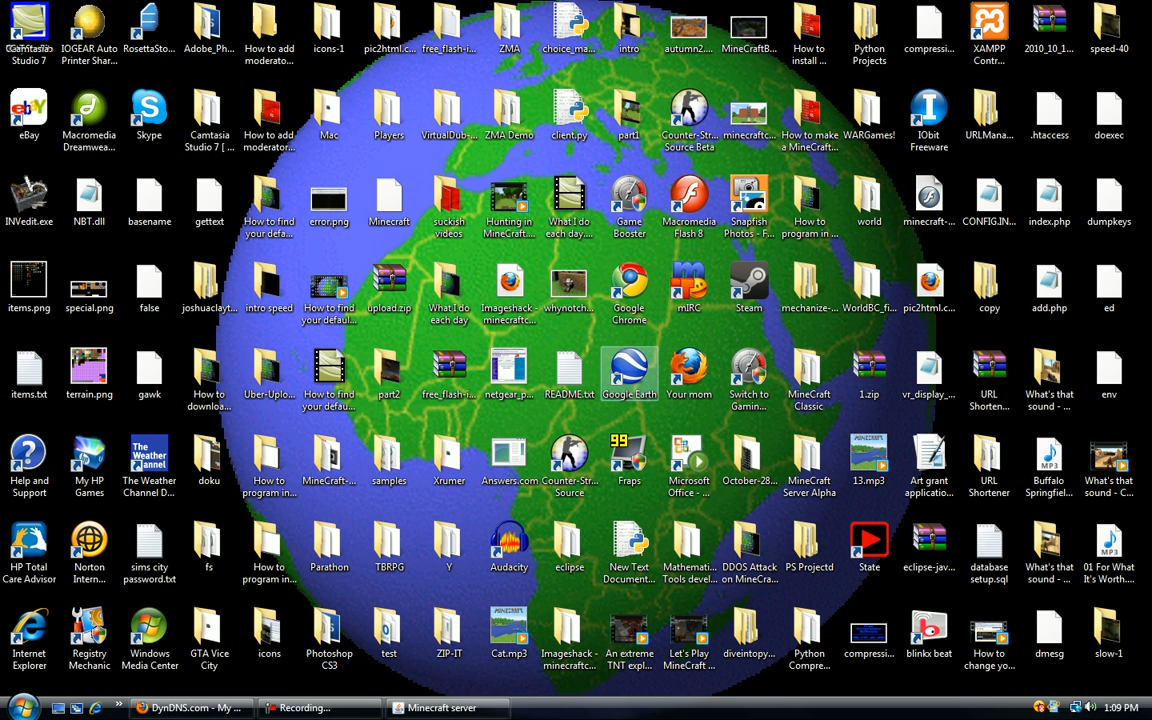 Studio 7
IOGEAR Auto
Printer Shar...
RosettaSto...
Adobe_Ph...
How to add
moderato...
icons-1
pic2html.c...
free_flash-i...
ZMA
choice_ma...
intro
autumn2....
MineCraftB...
How to
install ...
Python
Projects
compressi...
XAMPP
Contr...
2010_10_1...
speed-40
eBay
Macromedia
Dreamwea...
Skype
Camtasia
Studio 7 [ ...
How to add
moderator...
Mac
Players
VirtualDub-...
ZMA Demo
client.py
part1
Counter-Str...
Source Beta
minecraftc...
How to make
a MineCraft...
WARGames!
IObit
Freeware
URLMana...
.htaccess
doexec
INVedit.exe
NBT.dll
basename
gettext
How to find
your defa...
error.png
Minecraft
suckish
videos
Hunting in
MineCraft....
What I do
each day....
Game
Booster
Macromedia
Flash 8
Snapfish
Photos - F...
How to
program in ...
world
minecraft-...
CONFIG.IN...
index.php
dumpkeys
items.png
special.png
false
joshuaclayt...
intro speed
How to find
your defaul...
upload.zip
What I do
each day
Imageshack -
minecraftc...
whynotch...
Google
Chrome
mIRC
Steam
mechanize-...
WorldBC_fi...
pic2html.c...
copy
add.php
ed
items.txt
terrain.png
gawk
How to
downloa...
Uber-Uplo...
How to find
your defau...
part2
free_flash-i...
netgear_p...
README.txt
Google Earth
Your mom
Switch to
Gamin...
MineCraft
Classic
1.zip
vr_display_...
URL
Shorten...
What's that
sound - ...
env
Help and
Support
My HP
Games
The
Weather
Channel
The Weather
Channel D...
doku
How to
program in...
MineCraft-...
samples
Xrumer
Answers.com
Counter-Str...
Source
99
Fraps
Microsoft
Office - ...
October-28...
MineCraft
Server Alpha
13.mp3
Art grant
applicatio...
URL
Shortener
MP3
Buffalo
Springfiel...
What's that
sound - C...
HP Total
Care Advisor
Norton
Intern...
sims city
password.txt
fs
How to
program in...
Parathon
TBRPG
Y
Audacity
eclipse
New Text
Document...
Mathemati...
Tools devel...
DDOS Attack
on MineCra...
PS Projectd
State
eclipse-jav...
database
setup.sql
What's that
sound - ...
MP3
01 For What
It's Worth....
Internet
Explorer
Registry
Mechanic
Windows
Media Center
GTA Vice
City
icons
Photoshop
CS3
test
ZIP-IT
Cat.mp3
Imageshack -
minecraftc...
An extreme
TNT expl...
Let's Play
MineCraft ...
diveintopy...
Python
Compre...
compressi...
blinkx beat
How to
change yo...
dmesg
slow-1
DynDNS.com - My ...
Recording...
Minecraft server
1:09 PM